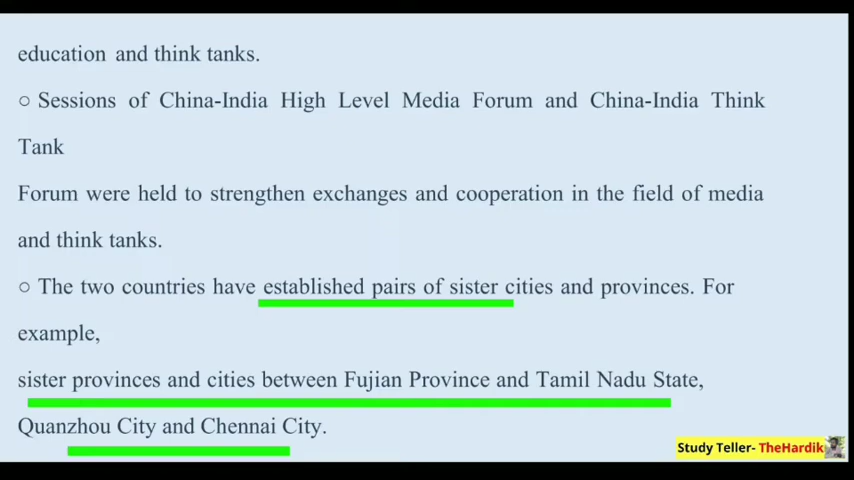 education and think tanks.
○ Sessions of China-India High Level Media Forum and China-India Think
Tank
Forum were held to strengthen exchanges and cooperation in the field of media
and think tanks.
○ The two countries have established pairs of sister cities and provinces. For
example,
sister provinces and cities between Fujian Province and Tamil Nadu State,
Quanzhou City and Chennai City.
Study Teller- TheHardik